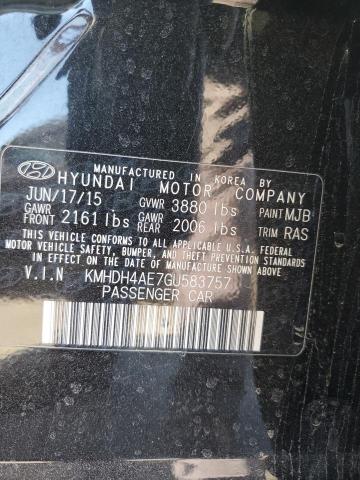 MANUFACTURED IN KOREA BY
HYUNDAI MOTOR COMPANY
JUN/17/15 GVWR 3880 lbs PAINT MJB
GAWR FRONT 2161 lbs GAWR REAR 2006 lbs TRIM RAS
THIS VEHICLE CONFORMS TO ALL APPLICABLE U.S.A. FEDERAL
MOTOR VEHICLE SAFETY, BUMPER, AND THEFT PREVENTION STANDARDS
IN EFFECT ON THE DATE OF MANUFACTURE SHOWN ABOVE.
V.I.N KMHDH4AE7GU583757
PASSENGER CAR